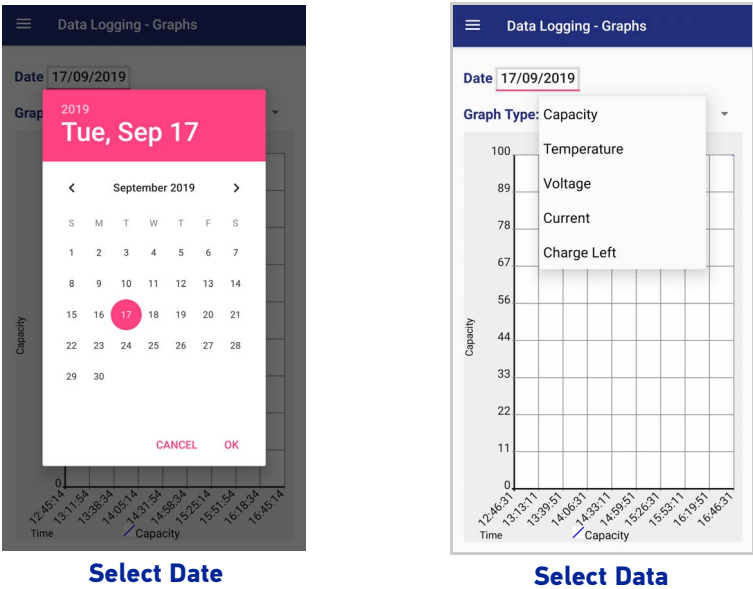 Data Logging - Graphs
Date 17/09/2019
Grap
2019
Tue, Sep 17
September 2019
S M T W T F S
1 2 3 4 5 6 7
8 9 10 11 12 13 14
15 16 17 18 19 20 21
22 23 24 25 26 27 28
29 30
CANCEL OK
Capacity
0
12:45:14 13:11:54 13:38:34 14:05:14 14:31:54 14:58:34 15:25:14 15:51:54 16:18:34 16:45:14
Time
Capacity
Select Date
Data Logging - Graphs
Date 17/09/2019
Graph Type:
Capacity
Temperature
Voltage
Current
Charge Left
100
89
78
67
56
44
33
22
11
0
Capacity
12:46:31 13:13:11 13:39:51 14:06:31 14:33:11 14:59:51 15:26:31 15:53:11 16:19:51 16:46:31
Time
Capacity
Select Data